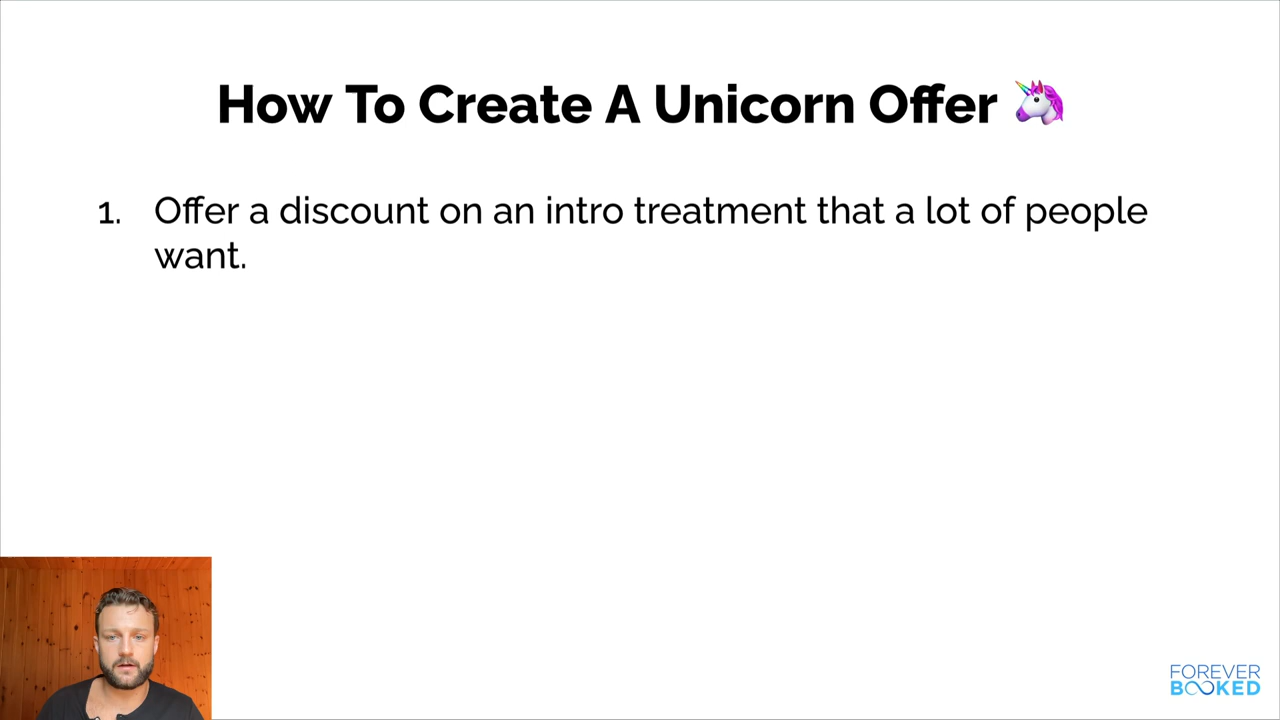 How To Create A Unicorn Offer 🦄
1. Offer a discount on an intro treatment that a lot of people
want.
FOREVER
BOOKED